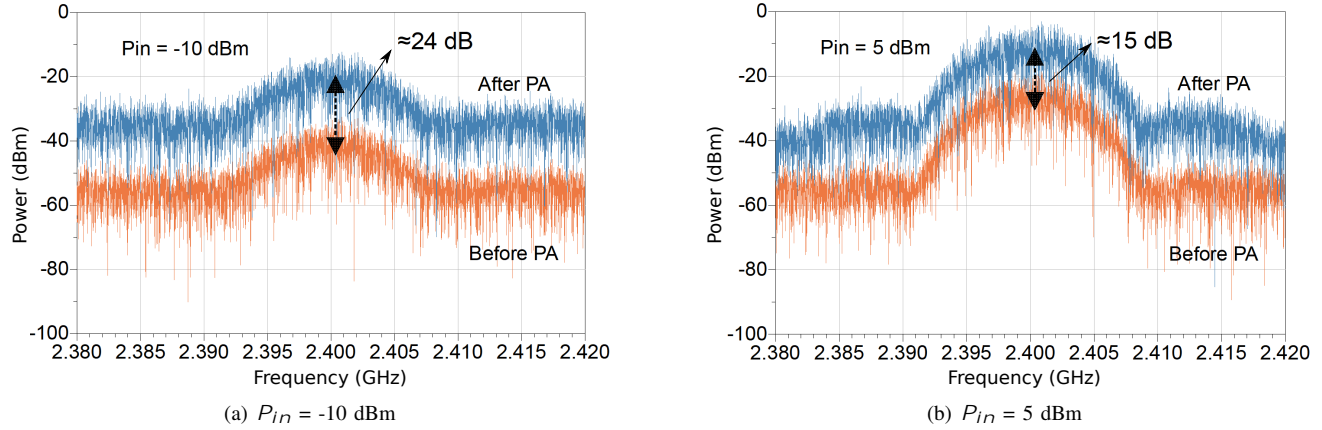 0
-20
-40
-60
-80
-100
Power (dBm)
Pin = -10 dBm
≈24 dB
After PA
Before PA
2.380 2.385 2.390 2.395 2.400 2.405 2.410 2.415 2.420
Frequency (GHz)
(a) Pin = -10 dBm
0
-20
-40
-60
-80
-100
Power (dBm)
Pin = 5 dBm
≈15 dB
After PA
Before PA
2.380 2.385 2.390 2.395 2.400 2.405 2.410 2.415 2.420
Frequency (GHz)
(b) Pin = 5 dBm